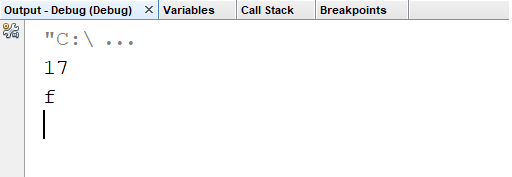 Output - Debug (Debug) × Variables Call Stack Breakpoints
"C:\ ...
17
f